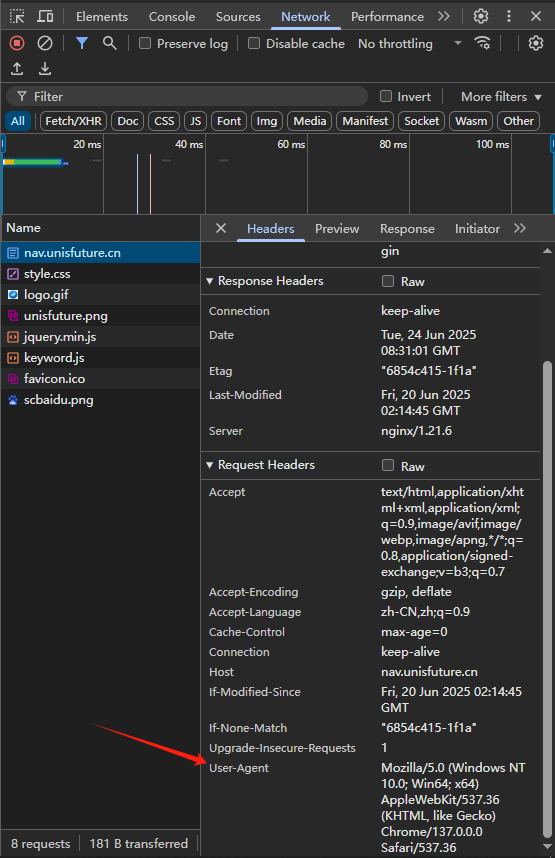 Elements Console Sources Network Performance
Preserve log Disable cache No throttling
Filter Invert More filters
All Fetch/XHR Doc CSS JS Font Img Media Manifest Socket Wasm Other
20 ms 40 ms 60 ms 80 ms 100 ms
Name
nav.unisfuture.cn
style.css
logo.gif
unisfuture.png
jquery.min.js
keyword.js
favicon.ico
scbaidu.png
8 requests 181 B transferred
Headers Preview Response Initiator
gin
Response Headers Raw
Connection keep-alive
Date Tue, 24 Jun 2025
08:31:01 GMT
Etag "6854c415-1f1a"
Last-Modified Fri, 20 Jun 2025
02:14:45 GMT
Server nginx/1.21.6
Request Headers Raw
Accept text/html,application/xht
ml+xml,application/xml;
q=0.9,image/avif,image/
webp,image/apng,*/*;q=
0.8,application/signed-
exchange;v=b3;q=0.7
Accept-Encoding gzip, deflate
Accept-Language zh-CN,zh;q=0.9
Cache-Control max-age=0
Connection keep-alive
Host nav.unisfuture.cn
If-Modified-Since Fri, 20 Jun 2025 02:14:45
GMT
If-None-Match "6854c415-1f1a"
Upgrade-Insecure-Requests 1
User-Agent Mozilla/5.0 (Windows NT
10.0; Win64; x64)
AppleWebKit/537.36
(KHTML, like Gecko)
Chrome/137.0.0.0
Safari/537.36